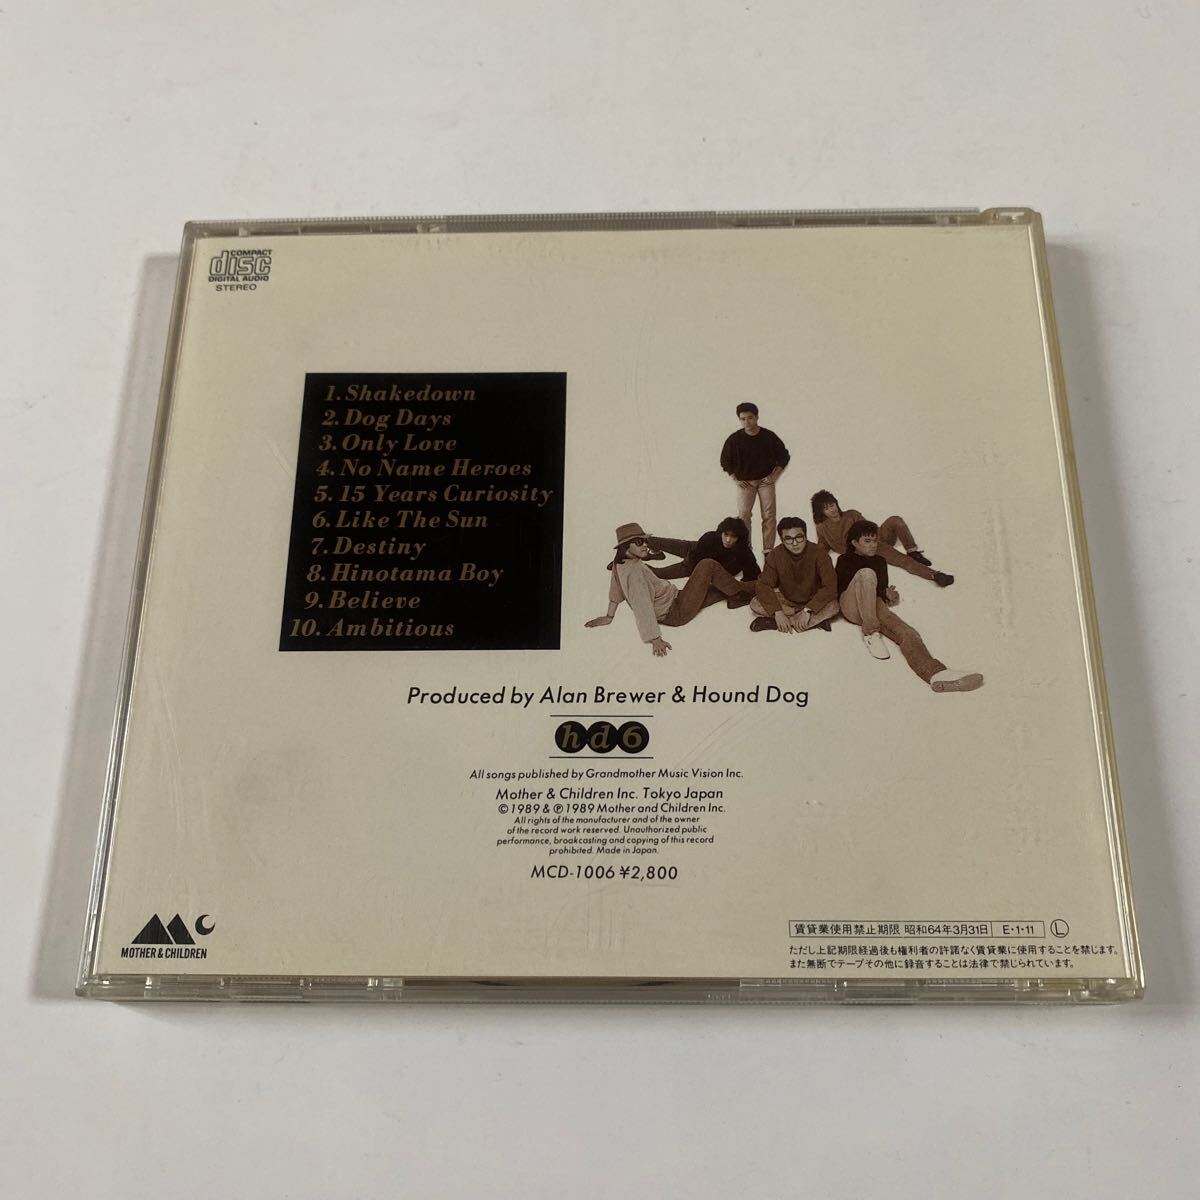 COMPACT
disc
DIGITAL AUDIO
STEREO
1. Shakedown
2. Dog Days
3. Only Love
4. No Name Heroes
5. 15 Years Curiosity
6. Like The Sun
7. Destiny
8. Hinotama Boy
9. Believe
10. Ambitious
Produced by Alan Brewer & Hound Dog
hd6
All songs published by Grandmother Music Vision Inc.
Mother & Children Inc. Tokyo Japan
© 1989 & ℗ 1989 Mother and Children Inc.
All rights of the manufacturer and of the owner
of the record work reserved. Unauthorized public
performance, broakcasting and copying of this record
prohibited. Made in Japan.
MCD-1006 ¥2,800
MOTHER & CHILDREN
賃貸業使用禁止期限 昭和64年3月31日 E・1・11 L
ただし上記期限経過後も権利者の許諾なく賃貸業に使用することを禁じます。
また無断でテープその他に録音することは法律で禁じられています。